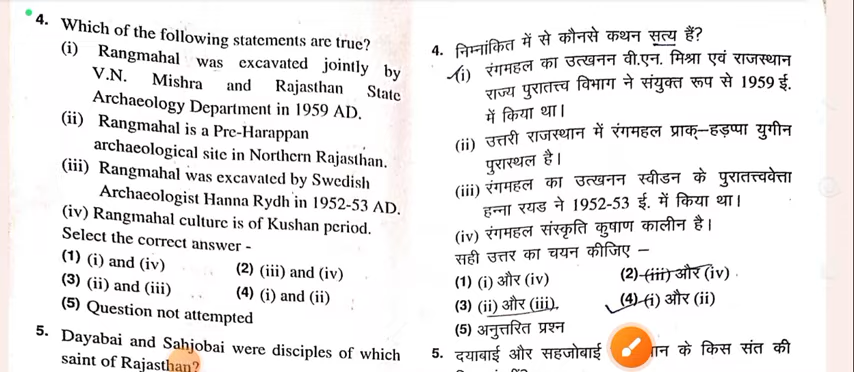 4. Which of the following statements are true?
(i) Rangmahal was excavated jointly by
V.N. Mishra and Rajasthan State
Archaeology Department in 1959 AD.
(ii) Rangmahal is a Pre-Harappan
archaeological site in Northern Rajasthan.
(iii) Rangmahal was excavated by Swedish
Archaeologist Hanna Rydh in 1952-53 AD.
(iv) Rangmahal culture is of Kushan period.
Select the correct answer -
(1) (i) and (iv) (2) (iii) and (iv)
(3) (ii) and (iii) (4) (i) and (ii)
(5) Question not attempted
5. Dayabai and Sahjobai were disciples of which
saint of Rajasthan?
4. निम्नांकित में से कौनसे कथन सत्य हैं?
(i) रंगमहल का उत्खनन वी.एन. मिश्रा एवं राजस्थान
राज्य पुरातत्त्व विभाग ने संयुक्त रूप से 1959 ई.
में किया था।
(ii) उत्तरी राजस्थान में रंगमहल प्राक्-हड़प्पा युगीन
पुरास्थल है।
(iii) रंगमहल का उत्खनन स्वीडन के पुरातत्त्ववेत्ता
हन्ना रयड ने 1952-53 ई. में किया था।
(iv) रंगमहल संस्कृति कुषाण कालीन है।
सही उत्तर का चयन कीजिए –
(1) (i) और (iv) (2) (iii) और (iv)
(3) (ii) और (iii) (4) (i) और (ii)
(5) अनुत्तरित प्रश्न
5. दयाबाई और सहजोबाई के किस संत की